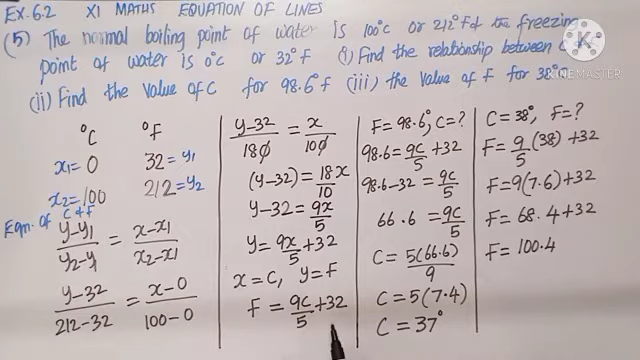 EX.6.2 XI MATHS EQUATION OF LINES
(5) The normal boiling point of water is 100°C or 212°F & the freezing
point of water is 0°C or 32°F (i) Find the relationship between C
(ii) Find the value of C for 98.6°F (iii) the value of F for 38°C
°C °F
x₁ = 0 32 = y₁
x₂ = 100 212 = y₂
Eqn. of C & F
y-y₁/y₂-y₁ = x-x₁/x₂-x₁
y-32/212-32 = x-0/100-0
y-32/180 = x/100
(y-32) = 18x/10
y-32 = 9x/5
y = 9x/5 + 32
x = C, y = F
F = 9C/5 + 32
F = 98.6°, C = ?
98.6 = 9C/5 + 32
98.6-32 = 9C/5
66.6 = 9C/5
C = 5(66.6)/9
C = 5(7.4)
C = 37°
C = 38°, F = ?
F = 9/5(38) + 32
F = 9(7.6) + 32
F = 68.4 + 32
F = 100.4
KINEMASTER